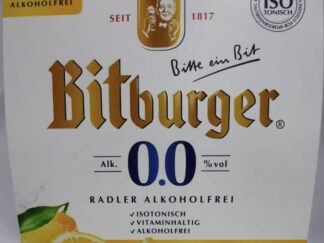 ALKOHOLFREI
SEIT 1817
ISO
TONISCH
Bitte ein Bit
Bitburger®
Alk. 0.0 % vol
RADLER ALKOHOLFREI
✓ ISOTONISCH
✓ VITAMINHALTIG
✓ ALKOHOLFREI